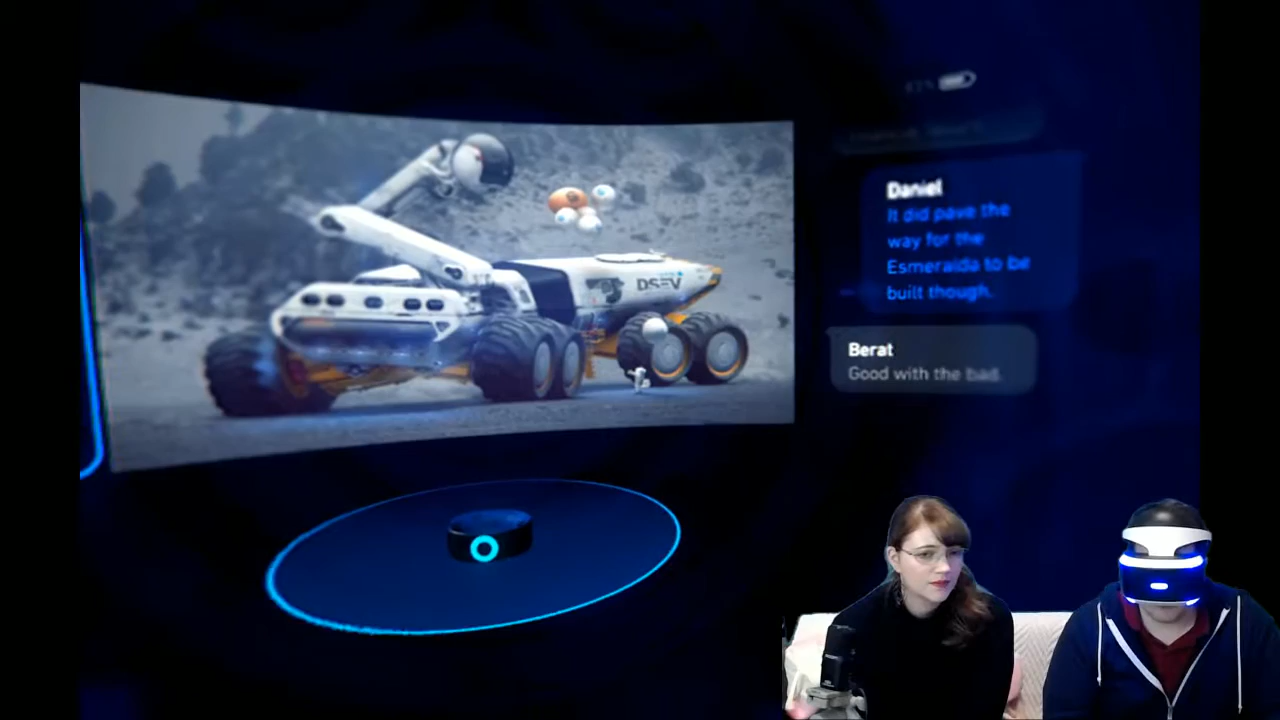 DSEV
Daniel
It did pave the
way for the
Esmeralda to be
built though.
Berat
Good with the bad.